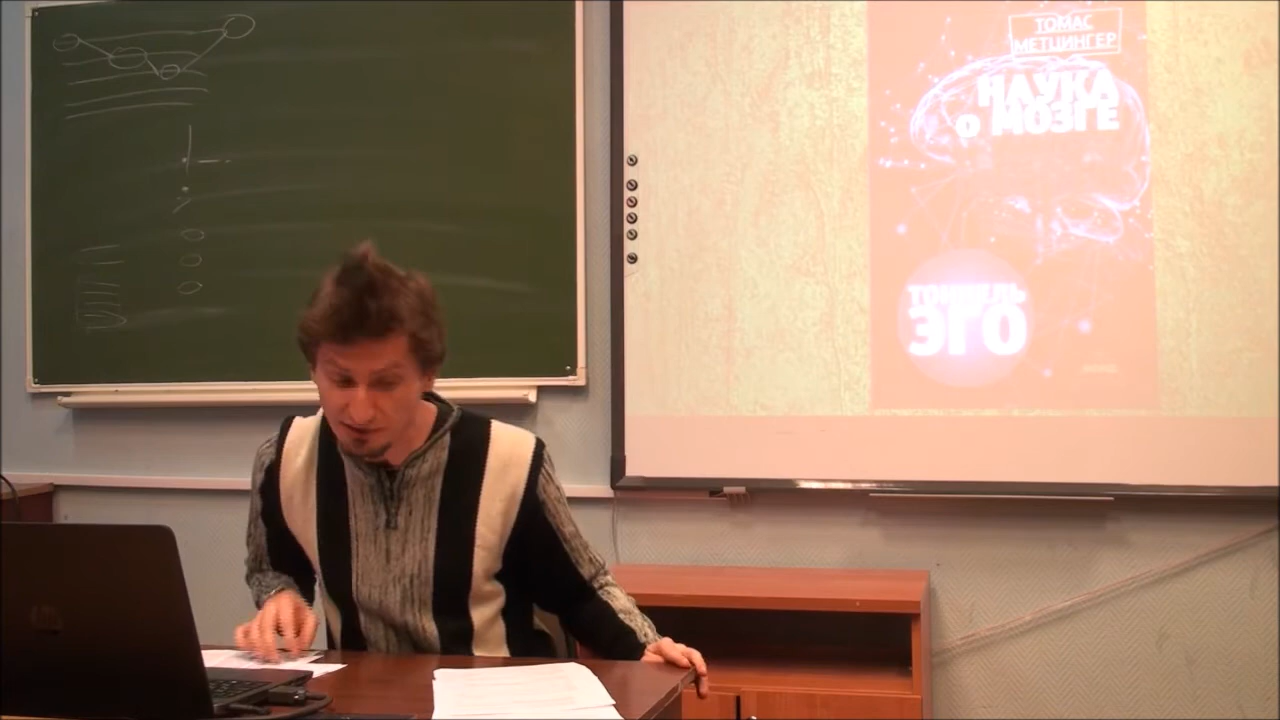 ТОМАС
МЕТЦИНГЕР
НАУКА
О МОЗГЕ
ТОННЕЛЬ
ЭГО